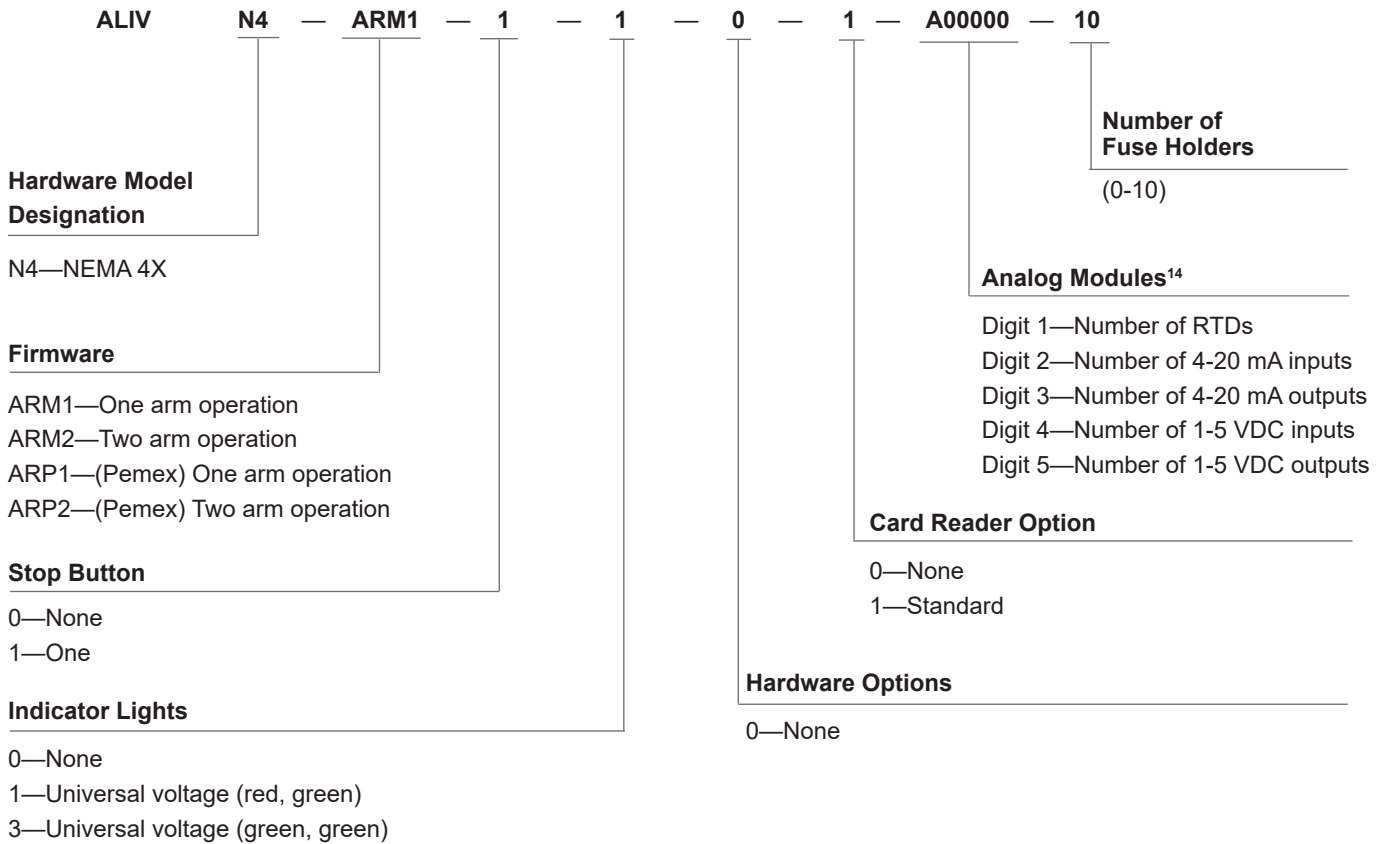 ALIV N4 — ARM1 — 1 — 1 — 0 — 1 — A00000 — 10
Hardware Model
Designation
N4—NEMA 4X
Firmware
ARM1—One arm operation
ARM2—Two arm operation
ARP1—(Pemex) One arm operation
ARP2—(Pemex) Two arm operation
Stop Button
0—None
1—One
Indicator Lights
0—None
1—Universal voltage (red, green)
3—Universal voltage (green, green)
Number of
Fuse Holders
(0-10)
Analog Modules¹⁴
Digit 1—Number of RTDs
Digit 2—Number of 4-20 mA inputs
Digit 3—Number of 4-20 mA outputs
Digit 4—Number of 1-5 VDC inputs
Digit 5—Number of 1-5 VDC outputs
Card Reader Option
0—None
1—Standard
Hardware Options
0—None